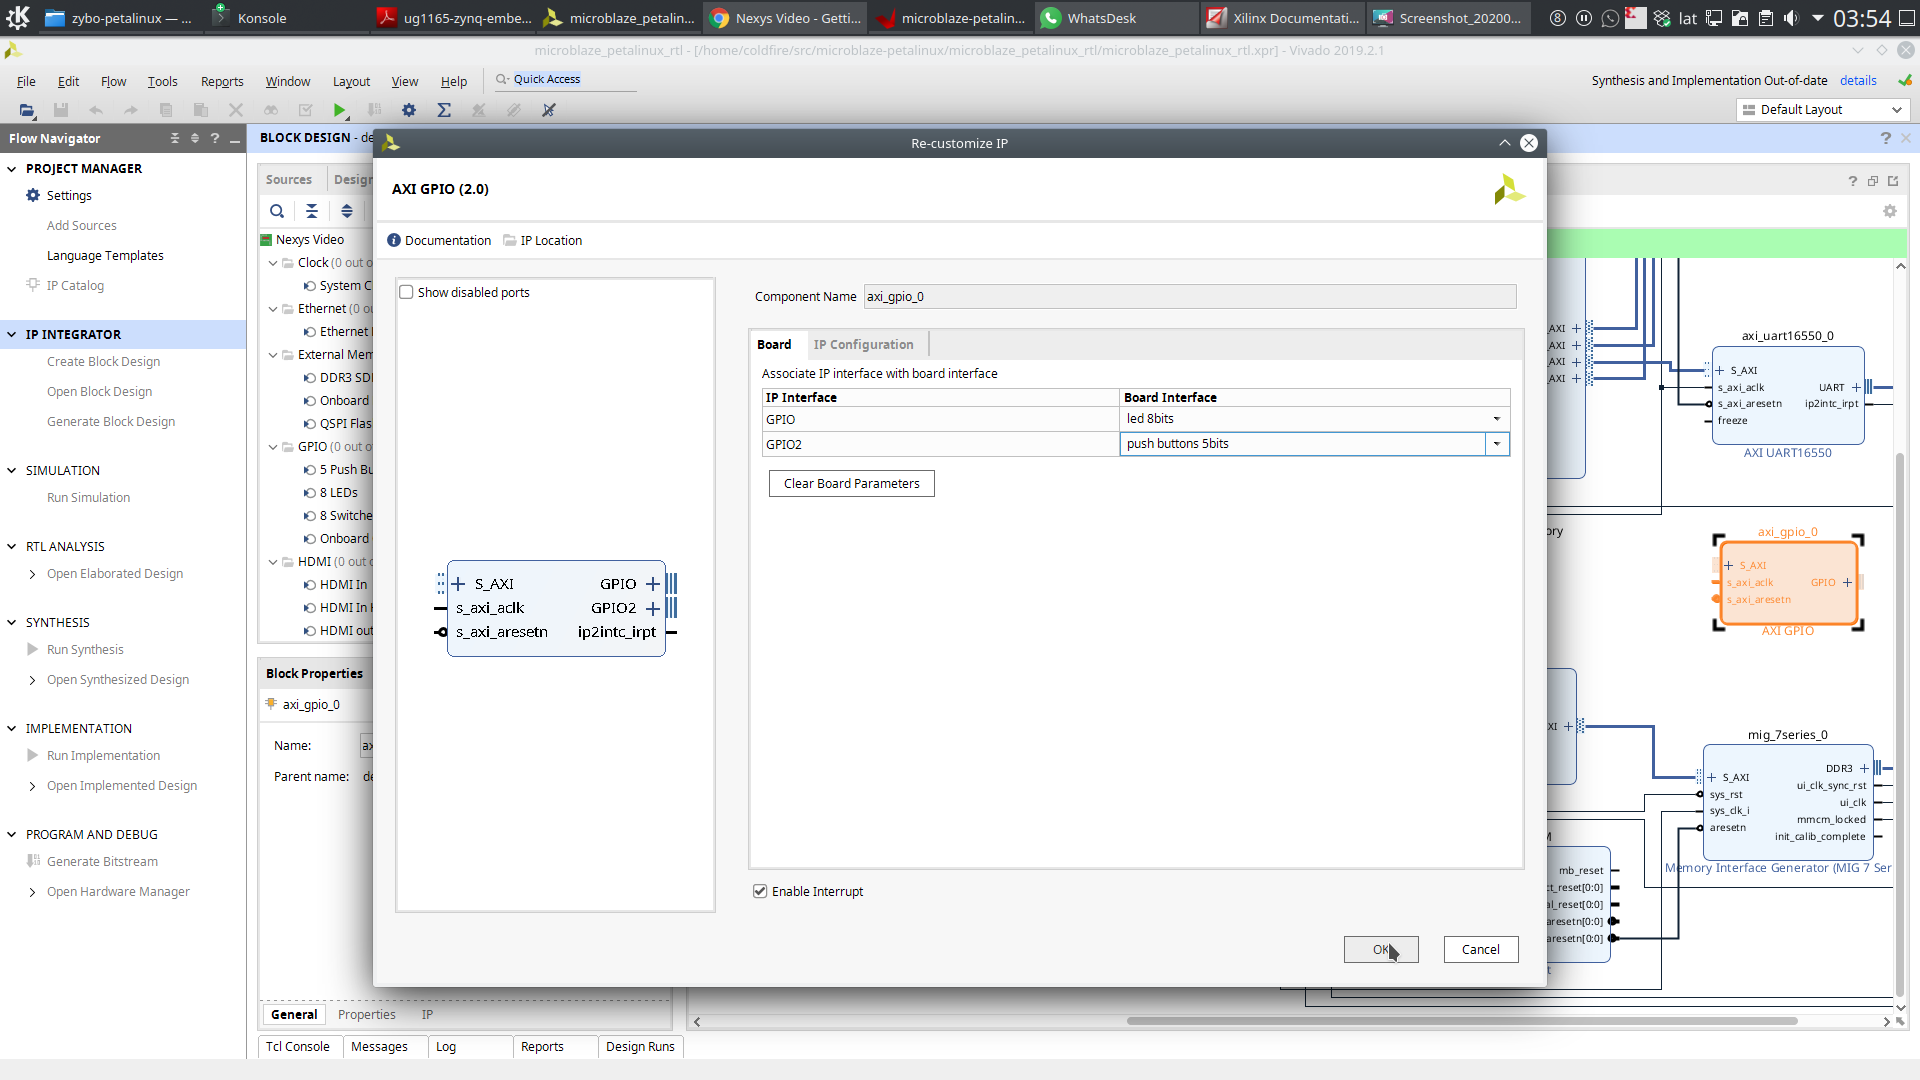 zybo-petalinux — ...
Konsole
ug1165-zynq-embe...
microblaze_petalin...
Nexys Video - Getti...
microblaze-petalin...
WhatsDesk
Xilinx Documentati...
Screenshot_20200...
lat
03:54
microblaze_petalinux_rtl - [/home/coldfire/src/microblaze-petalinux/microblaze_petalinux_rtl/microblaze_petalinux_rtl.xpr] - Vivado 2019.2.1
File Edit Flow Tools Reports Window Layout View Help
Quick Access
Synthesis and Implementation Out-of-date details
Default Layout
Flow Navigator
PROJECT MANAGER
Settings
Add Sources
Language Templates
IP Catalog
IP INTEGRATOR
Create Block Design
Open Block Design
Generate Block Design
SIMULATION
Run Simulation
RTL ANALYSIS
Open Elaborated Design
SYNTHESIS
Run Synthesis
Open Synthesized Design
IMPLEMENTATION
Run Implementation
Open Implemented Design
PROGRAM AND DEBUG
Generate Bitstream
Open Hardware Manager
BLOCK DESIGN - de
Sources Design
Nexys Video
Clock (0 out o
System C
Ethernet (0 ou
Ethernet
External Mem
DDR3 SD
Onboard
QSPI Flas
GPIO (0 out o
5 Push Bu
8 LEDs
8 Switche
Onboard
HDMI (0 out o
HDMI In
HDMI In
HDMI out
Block Properties
axi_gpio_0
Name: ax
Parent name: de
General Properties IP
Tcl Console Messages Log Reports Design Runs
Re-customize IP
AXI GPIO (2.0)
Documentation IP Location
Show disabled ports
S_AXI
s_axi_aclk
s_axi_aresetn
GPIO
GPIO2
ip2intc_irpt
Component Name axi_gpio_0
Board IP Configuration
Associate IP interface with board interface
IP Interface Board Interface
GPIO led 8bits
GPIO2 push buttons 5bits
Clear Board Parameters
Enable Interrupt
OK Cancel
AXI
AXI
AXI
AXI
axi_uart16550_0
S_AXI
s_axi_aclk
s_axi_aresetn
freeze
UART
ip2intc_irpt
AXI UART16550
ory
axi_gpio_0
S_AXI
s_axi_aclk
s_axi_aresetn
GPIO
AXI GPIO
XI
mig_7series_0
S_AXI
sys_rst
sys_clk_i
aresetn
DDR3
ui_clk_sync_rst
ui_clk
mmcm_locked
init_calib_complete
Memory Interface Generator (MIG 7 Ser
mb_reset
ct_reset[0:0]
al_reset[0:0]
aresetn[0:0]
aresetn[0:0]